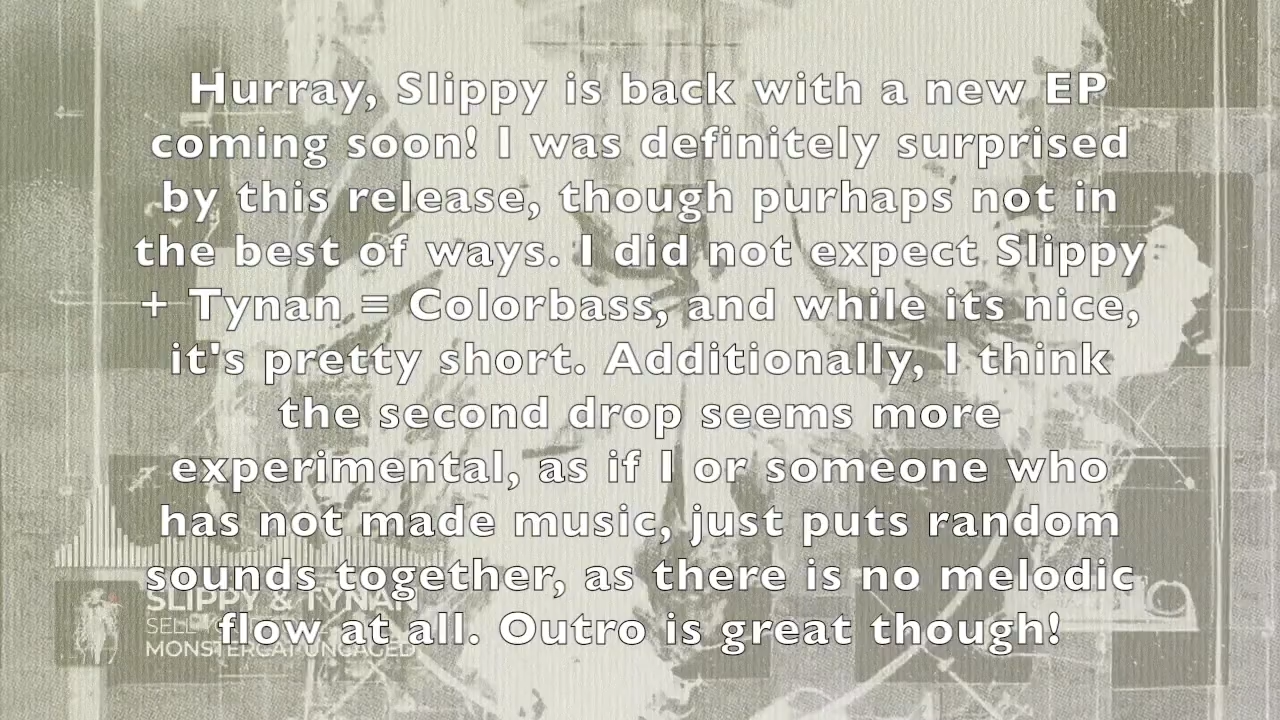 Hurray, Slippy is back with a new EP
coming soon! I was definitely surprised
by this release, though purhaps not in
the best of ways. I did not expect Slippy
+ Tynan = Colorbass, and while its nice,
it's pretty short. Additionally, I think
the second drop seems more
experimental, as if I or someone who
has not made music, just puts random
sounds together, as there is no melodic
flow at all. Outro is great though!
SLIPPY & TYNAN
SELL
MONSTERCAT UNCAGED